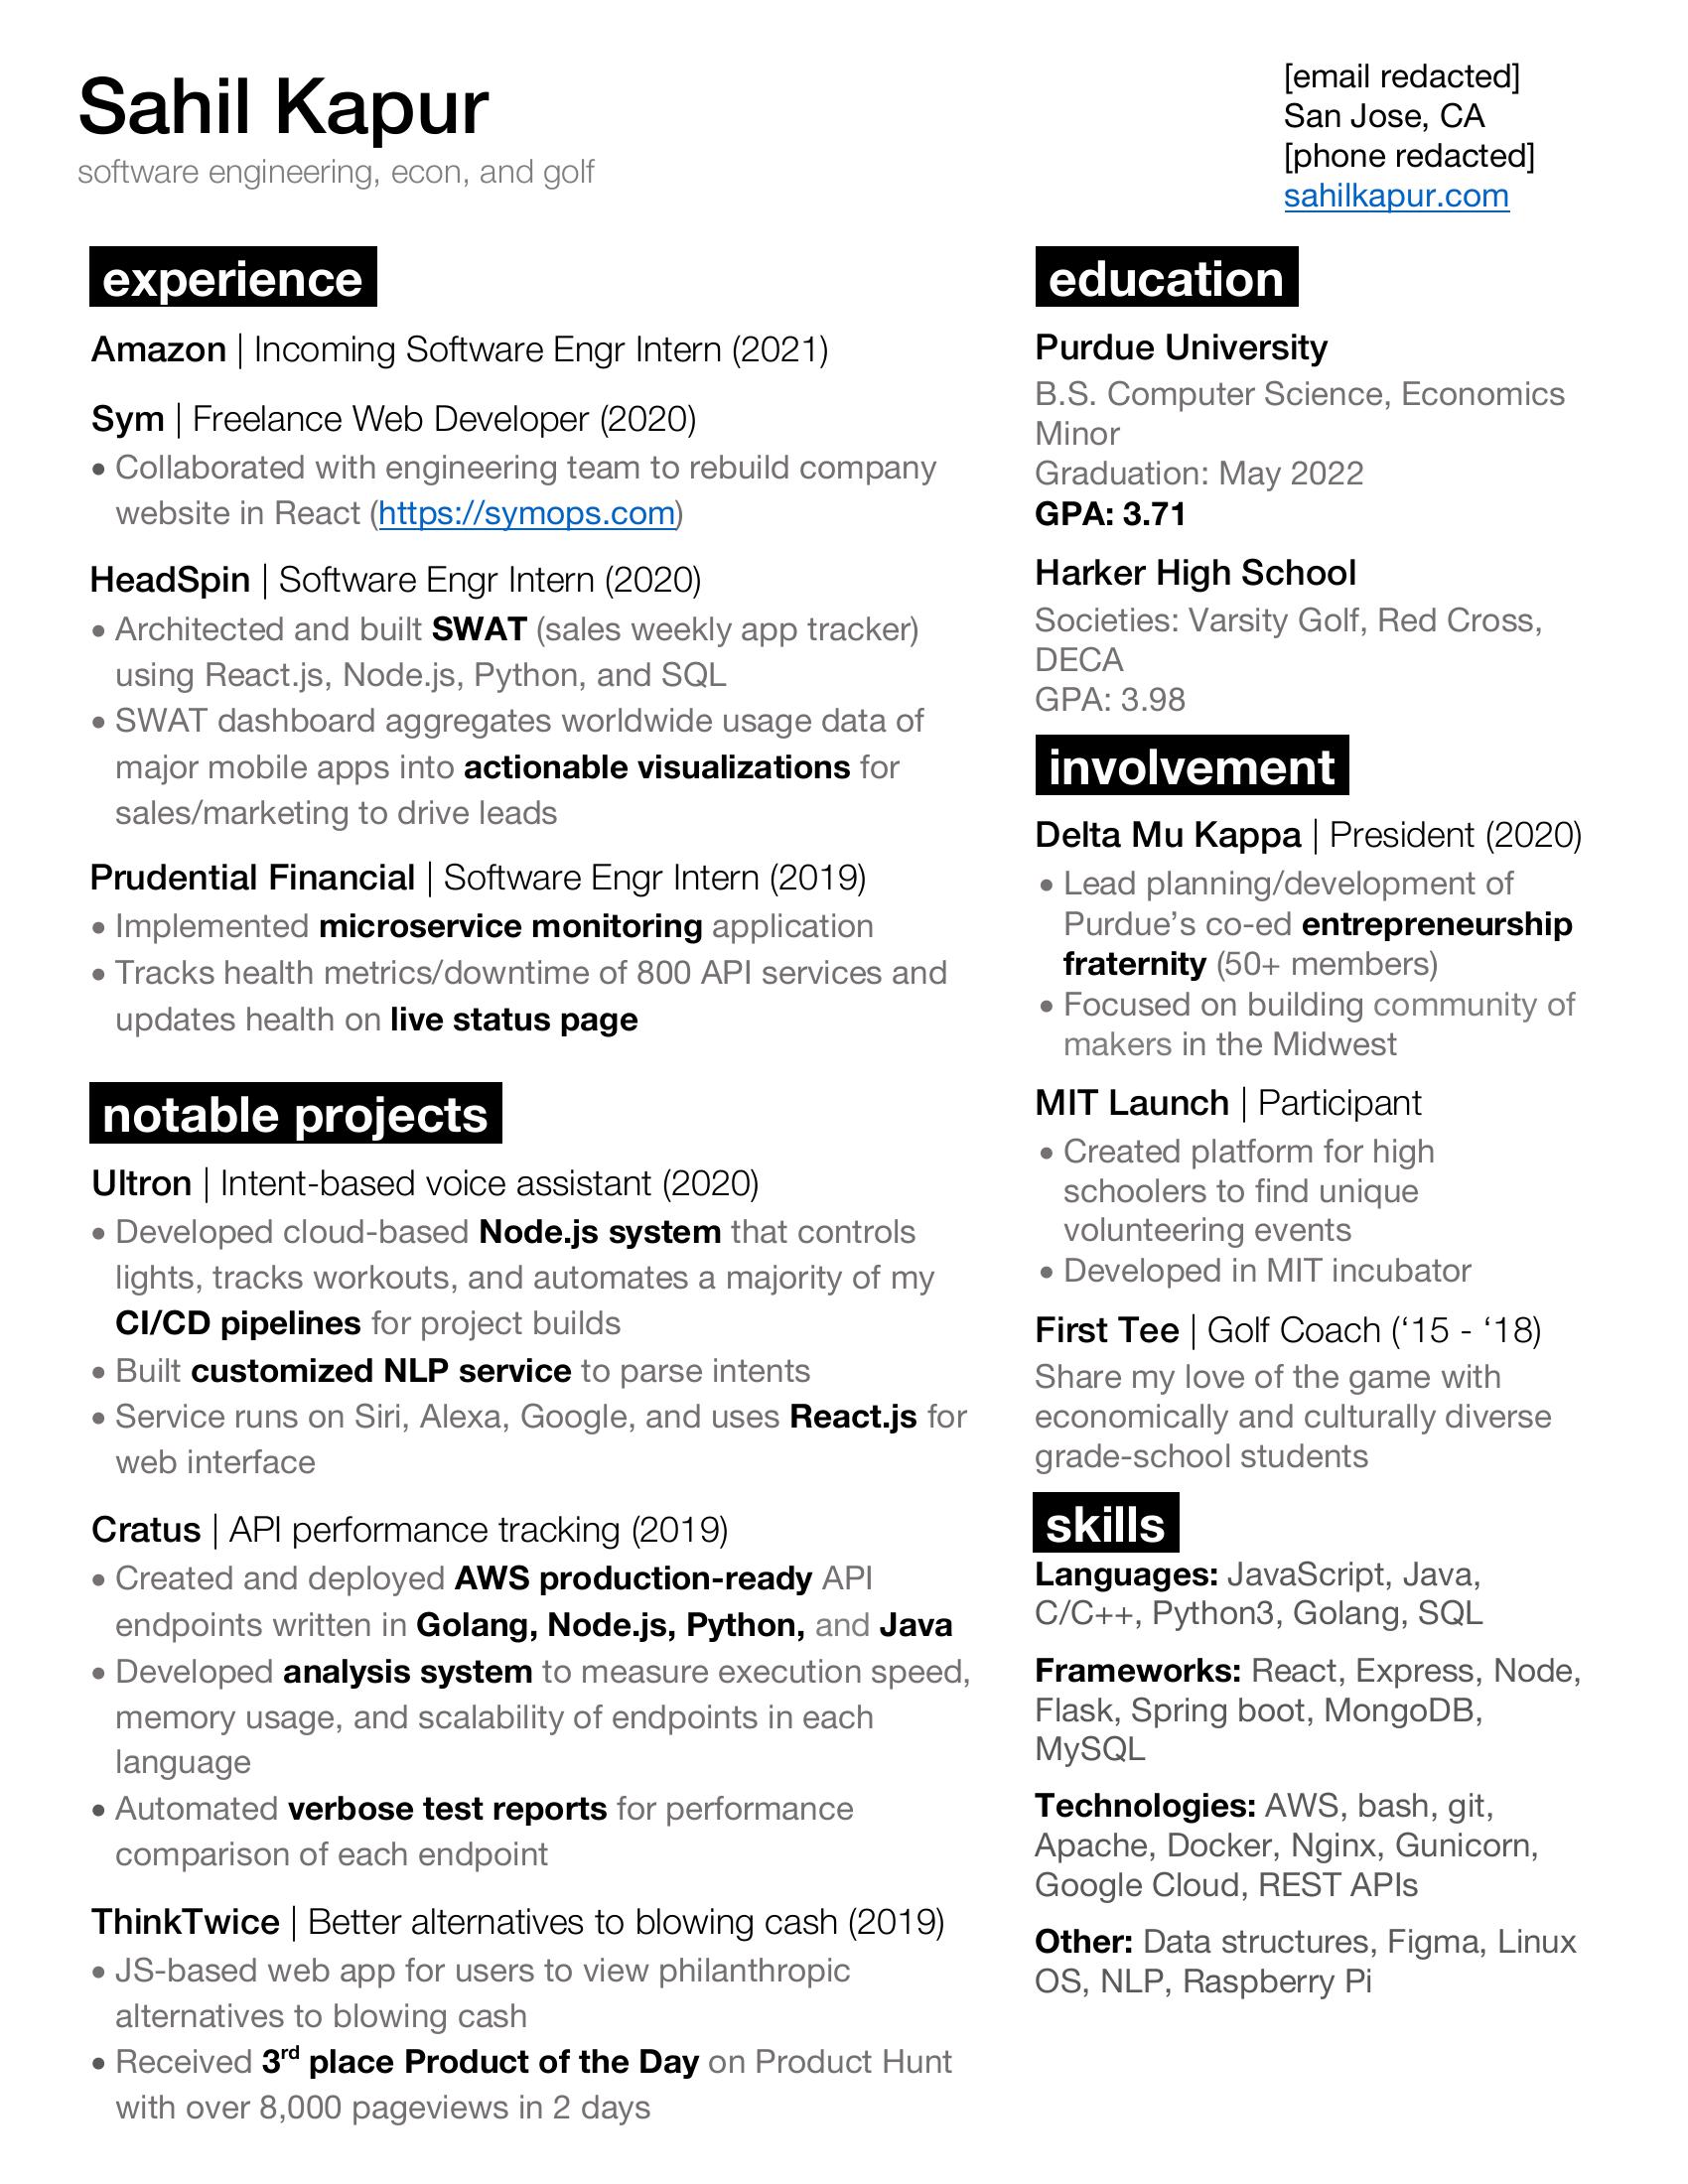 Sahil Kapur
software engineering, econ, and golf
[email redacted]
San Jose, CA
[phone redacted]
sahilkapur.com
experience
Amazon | Incoming Software Engr Intern (2021)
Sym | Freelance Web Developer (2020)
• Collaborated with engineering team to rebuild company
website in React (https://symops.com)
HeadSpin | Software Engr Intern (2020)
• Architected and built SWAT (sales weekly app tracker)
using React.js, Node.js, Python, and SQL
• SWAT dashboard aggregates worldwide usage data of
major mobile apps into actionable visualizations for
sales/marketing to drive leads
Prudential Financial | Software Engr Intern (2019)
• Implemented microservice monitoring application
• Tracks health metrics/downtime of 800 API services and
updates health on live status page
notable projects
Ultron | Intent-based voice assistant (2020)
• Developed cloud-based Node.js system that controls
lights, tracks workouts, and automates a majority of my
CI/CD pipelines for project builds
• Built customized NLP service to parse intents
• Service runs on Siri, Alexa, Google, and uses React.js for
web interface
Cratus | API performance tracking (2019)
• Created and deployed AWS production-ready API
endpoints written in Golang, Node.js, Python, and Java
• Developed analysis system to measure execution speed,
memory usage, and scalability of endpoints in each
language
• Automated verbose test reports for performance
comparison of each endpoint
ThinkTwice | Better alternatives to blowing cash (2019)
• JS-based web app for users to view philanthropic
alternatives to blowing cash
• Received 3rd place Product of the Day on Product Hunt
with over 8,000 pageviews in 2 days
education
Purdue University
B.S. Computer Science, Economics
Minor
Graduation: May 2022
GPA: 3.71
Harker High School
Societies: Varsity Golf, Red Cross,
DECA
GPA: 3.98
involvement
Delta Mu Kappa | President (2020)
• Lead planning/development of
Purdue’s co-ed entrepreneurship
fraternity (50+ members)
• Focused on building community of
makers in the Midwest
MIT Launch | Participant
• Created platform for high
schoolers to find unique
volunteering events
• Developed in MIT incubator
First Tee | Golf Coach (‘15 - ‘18)
Share my love of the game with
economically and culturally diverse
grade-school students
skills
Languages: JavaScript, Java,
C/C++, Python3, Golang, SQL
Frameworks: React, Express, Node,
Flask, Spring boot, MongoDB,
MySQL
Technologies: AWS, bash, git,
Apache, Docker, Nginx, Gunicorn,
Google Cloud, REST APIs
Other: Data structures, Figma, Linux
OS, NLP, Raspberry Pi